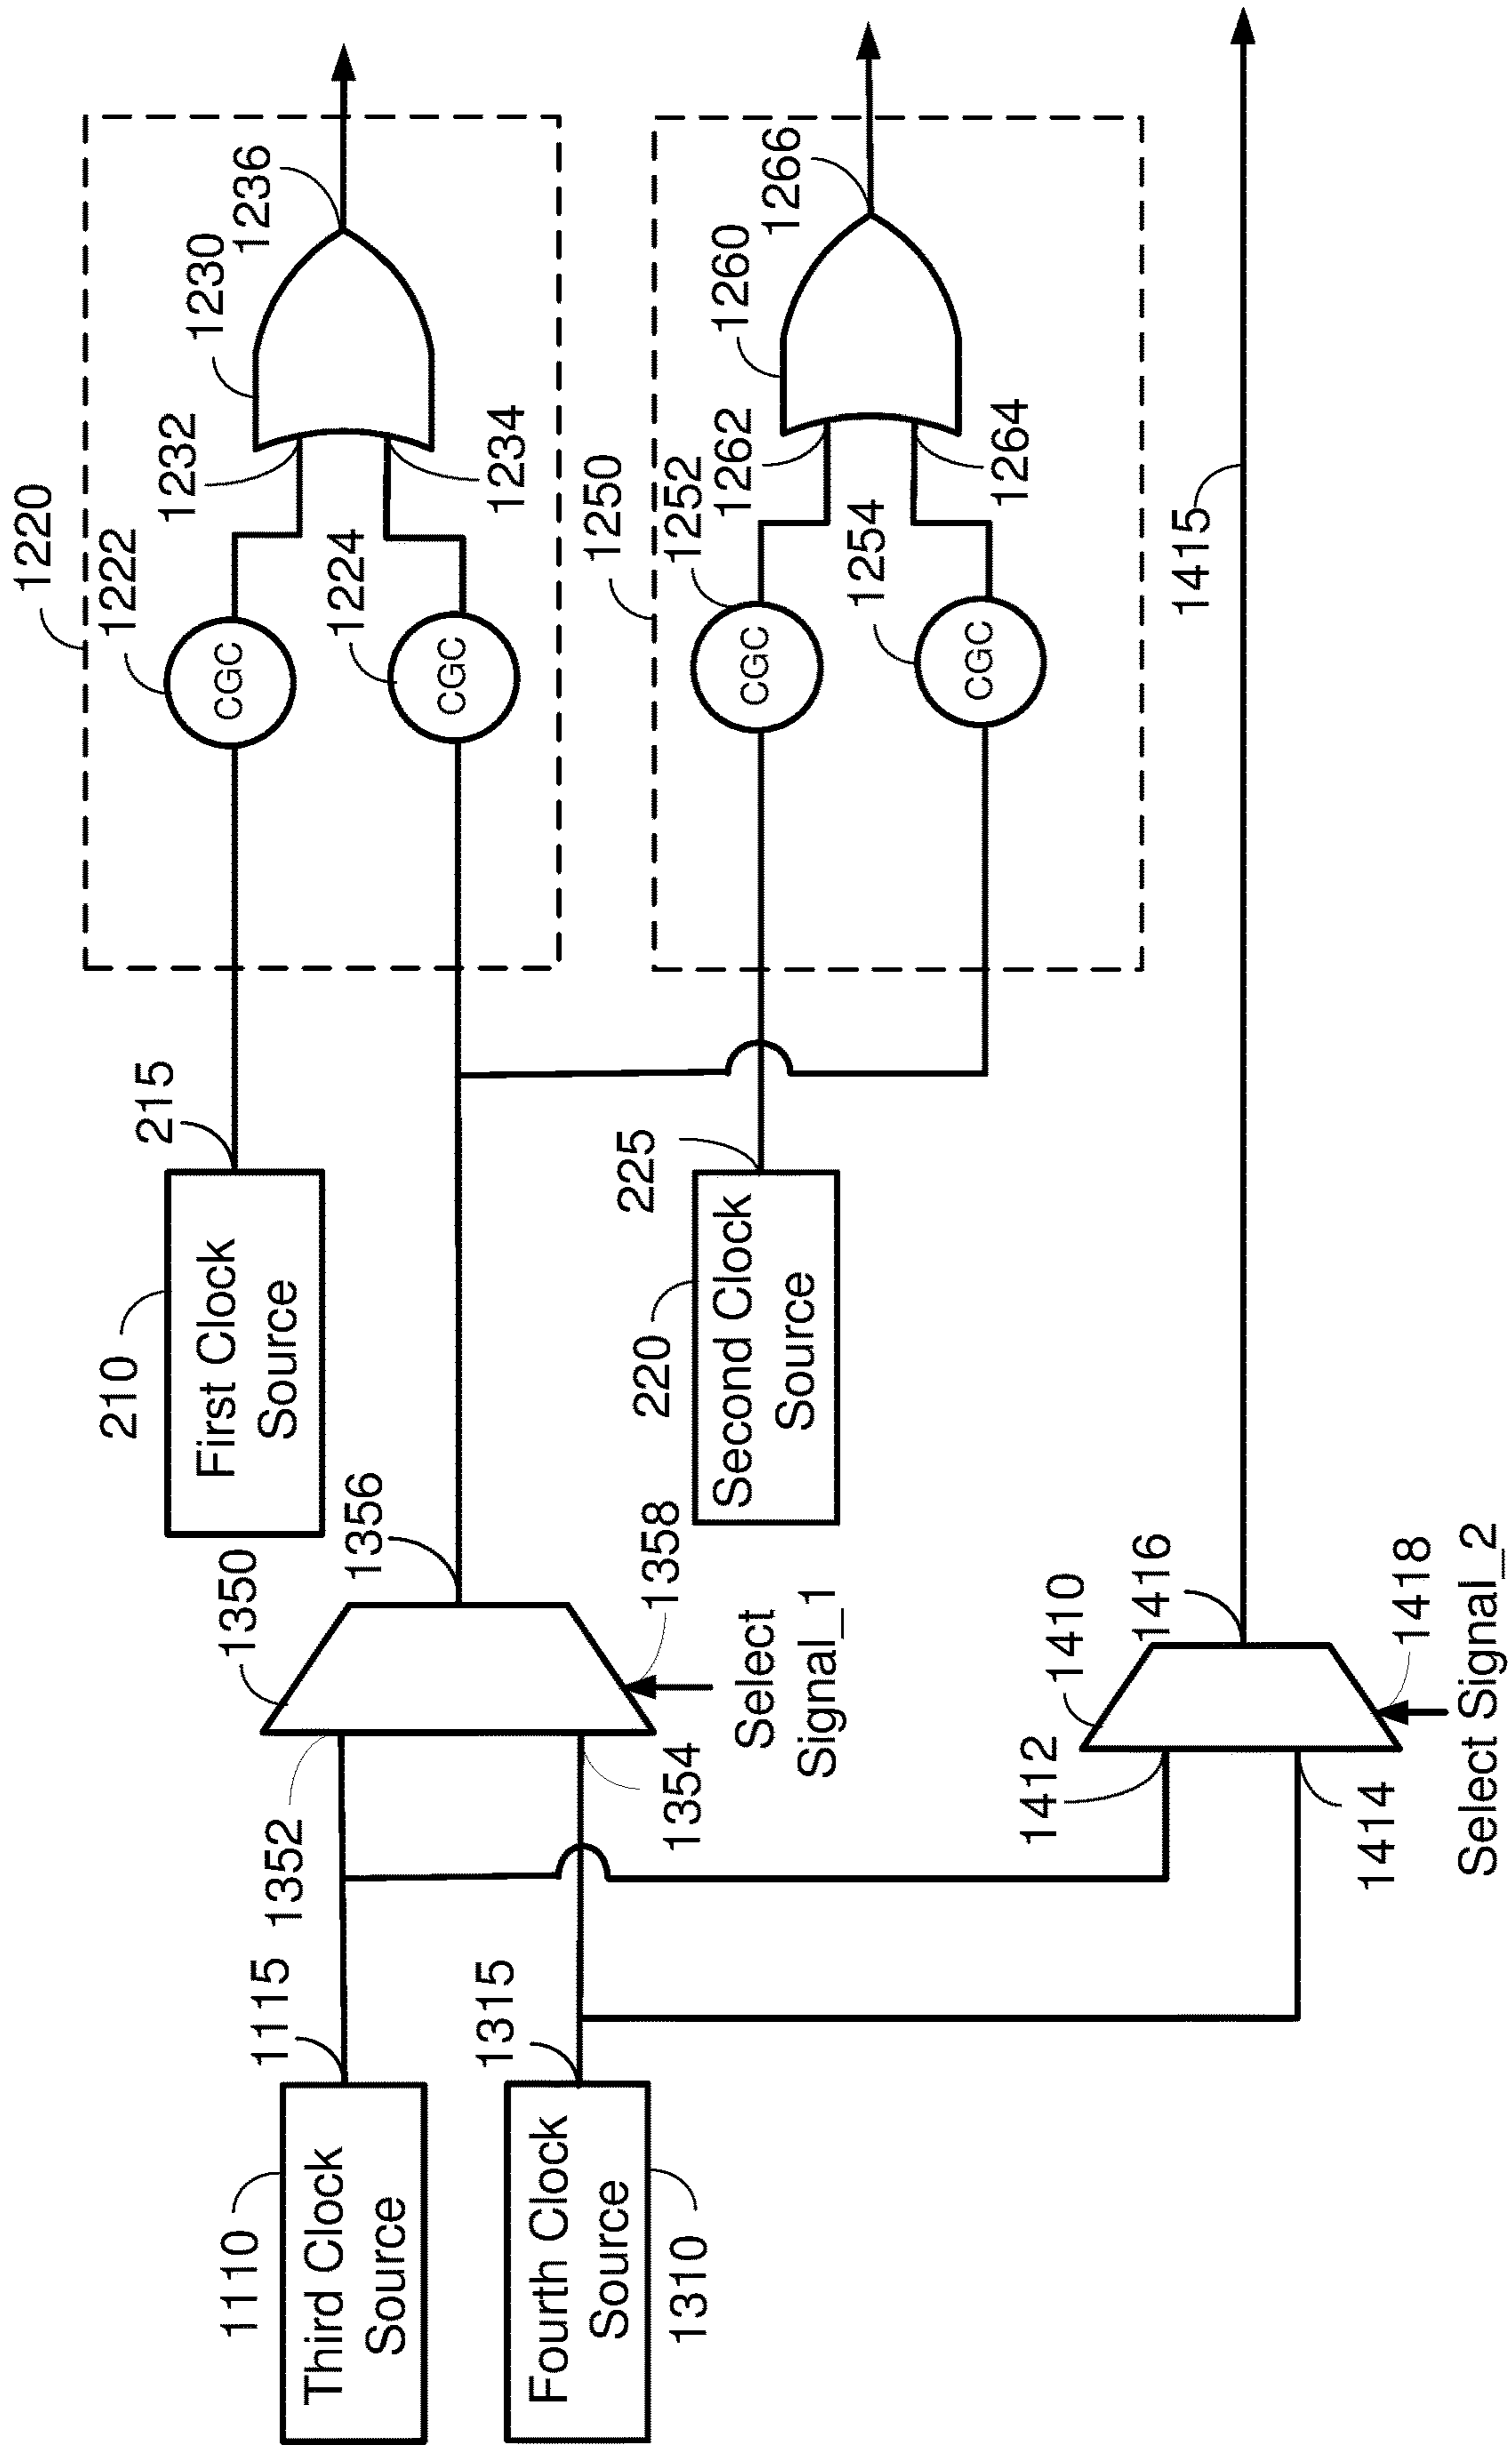 1220
1222
1230
1236
1232
CGC
1224
CGC
1234
210
215
First Clock
Source
1350
1356
1352
1354
1358
Select
Signal_1
1110
1115
Third Clock
Source
1315
Fourth Clock
Source
1310
1250
1252
1262
1260
1266
CGC
1254
CGC
1264
220
225
Second Clock
Source
1410
1416
1412
1414
1418
Select Signal_2
1415